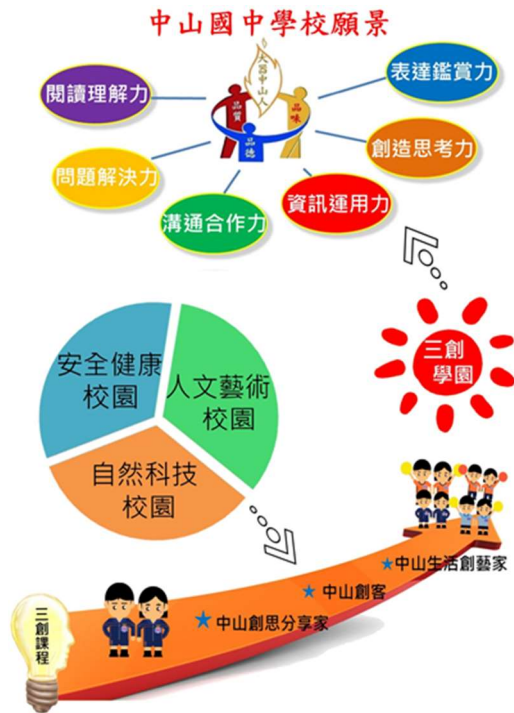 中山國中學校願景
大器中山人
品質
品味
品德
閱讀理解力
表達鑑賞力
問題解決力
創造思考力
溝通合作力
資訊運用力
三創
學園
安全健康
校園
人文藝術
校園
自然科技
校園
三創課程
中山創思分享家
中山創客
中山生活創藝家